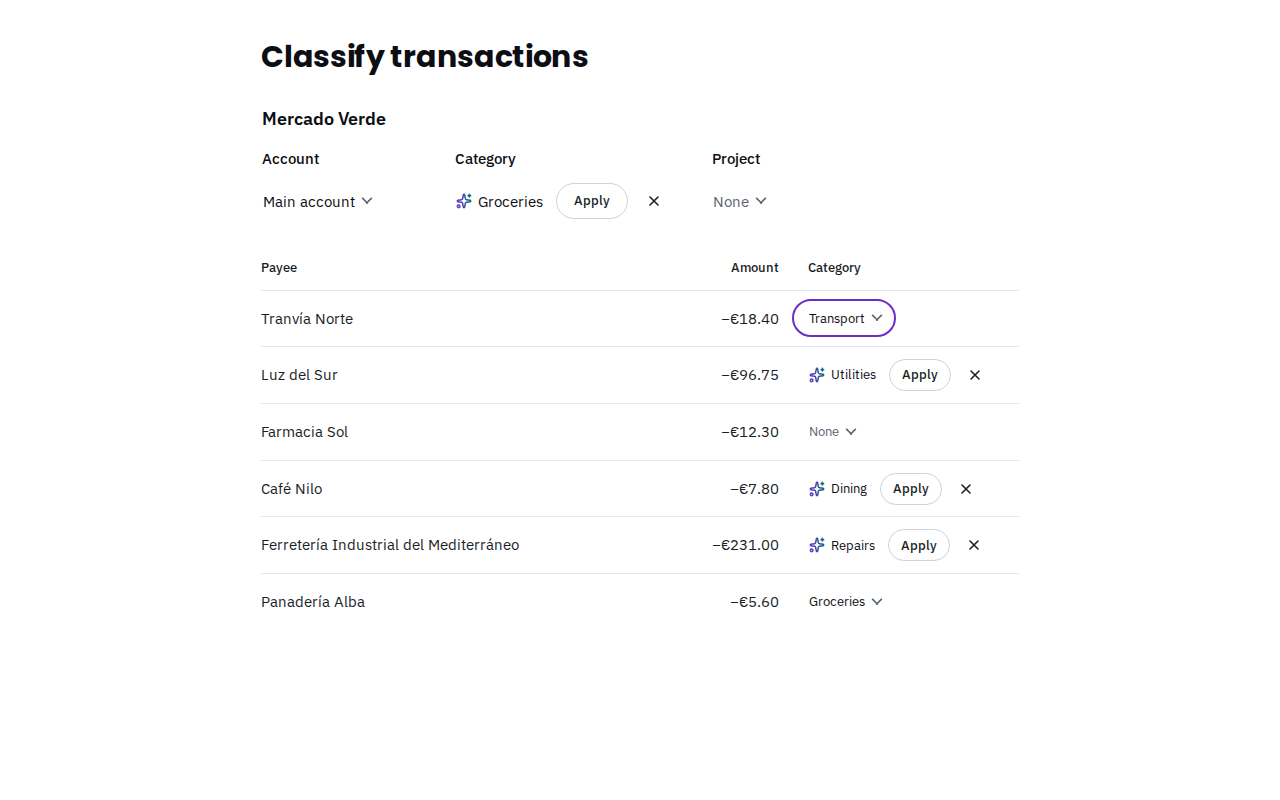 Classify transactions
Mercado Verde
Account Category Project
Main account Groceries Apply None
Payee Amount Category
Tranvía Norte −€18.40 Transport
Luz del Sur −€96.75 Utilities Apply
Farmacia Sol −€12.30 None
Café Nilo −€7.80 Dining Apply
Ferretería Industrial del Mediterráneo −€231.00 Repairs Apply
Panadería Alba −€5.60 Groceries